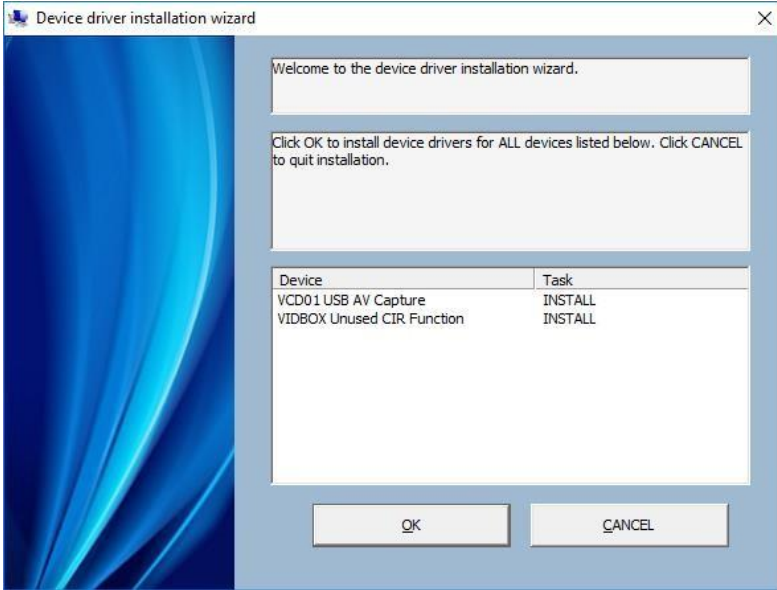 Device driver installation wizard
Welcome to the device driver installation wizard.
Click OK to install device drivers for ALL devices listed below. Click CANCEL
to quit installation.
Device Task
VCD01 USB AV Capture INSTALL
VIDBOX Unused CIR Function INSTALL
OK CANCEL